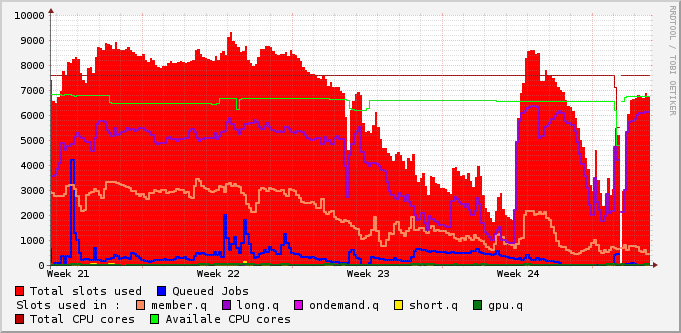 10000
9000
8000
7000
6000
5000
4000
3000
2000
1000
0
Week 21 Week 22 Week 23 Week 24
RRDTOOL / TOBI OETIKER
Total slots used Queued Jobs
Slots used in : member.q long.q ondemand.q short.q gpu.q
Total CPU cores Availale CPU cores